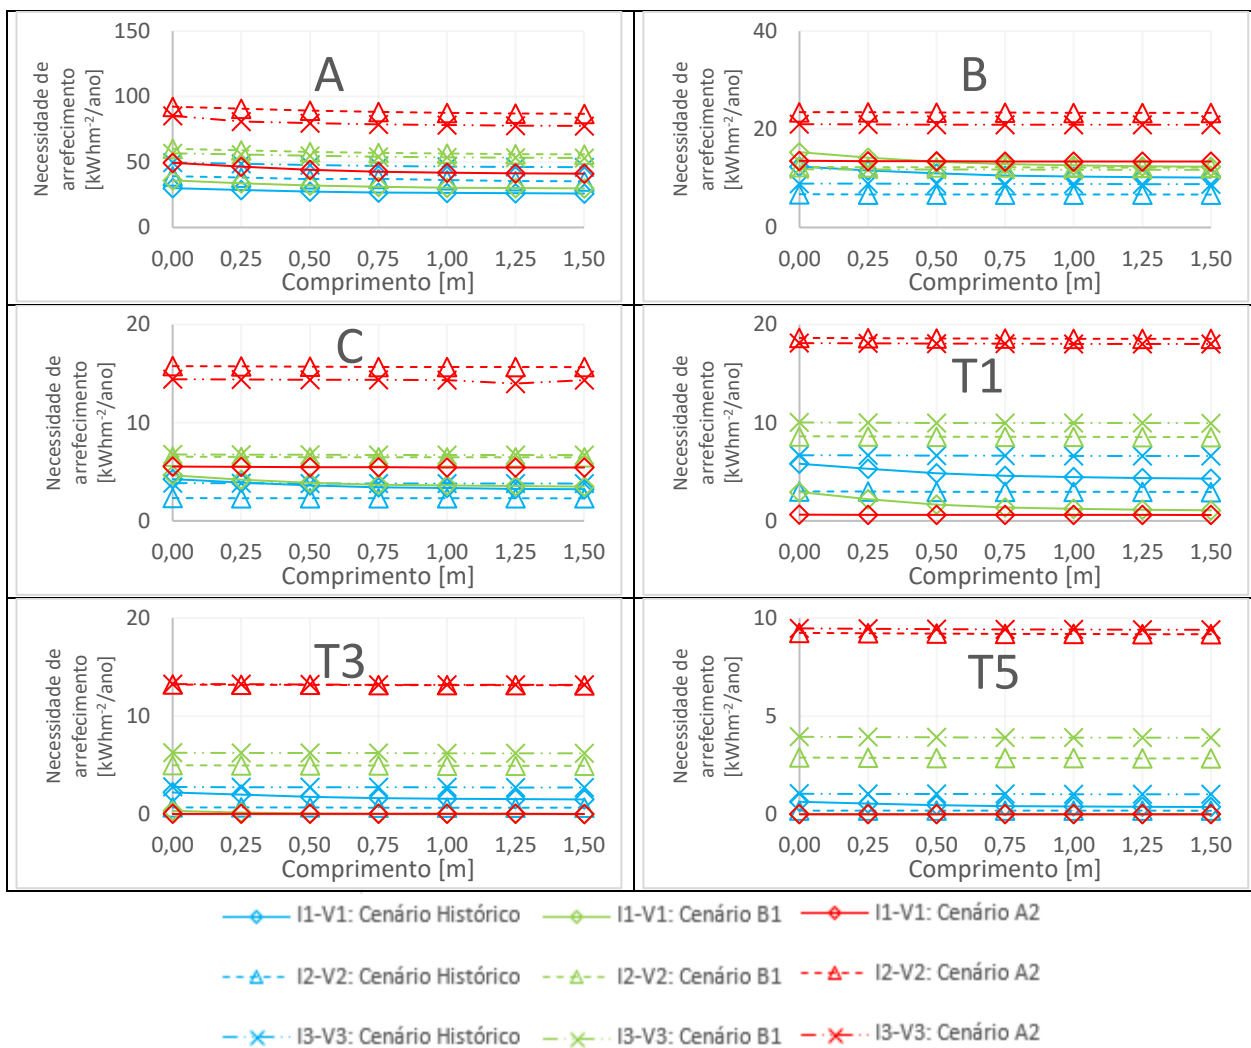 150
100
50
0
Necessidade de
arrefecimento
[kWhm⁻²/ano]
A
0,00 0,25 0,50 0,75 1,00 1,25 1,50
Comprimento [m]
40
20
0
Necessidade de
arrefecimento
[kWhm⁻²/ano]
B
0,00 0,25 0,50 0,75 1,00 1,25 1,50
Comprimento [m]
20
10
0
Necessidade de
arrefecimento
[kWhm⁻²/ano]
C
0,00 0,25 0,50 0,75 1,00 1,25 1,50
Comprimento [m]
20
10
0
Necessidade de
arrefecimento
[kWhm⁻²/ano]
T1
0,00 0,25 0,50 0,75 1,00 1,25 1,50
Comprimento [m]
20
10
0
Necessidade de
arrefecimento
[kWhm⁻²/ano]
T3
0,00 0,25 0,50 0,75 1,00 1,25 1,50
Comprimento [m]
10
5
0
Necessidade de
arrefecimento
[kWhm⁻²/ano]
T5
0,00 0,25 0,50 0,75 1,00 1,25 1,50
Comprimento [m]
I1-V1: Cenário Histórico I1-V1: Cenário B1 I1-V1: Cenário A2
I2-V2: Cenário Histórico I2-V2: Cenário B1 I2-V2: Cenário A2
I3-V3: Cenário Histórico I3-V3: Cenário B1 I3-V3: Cenário A2